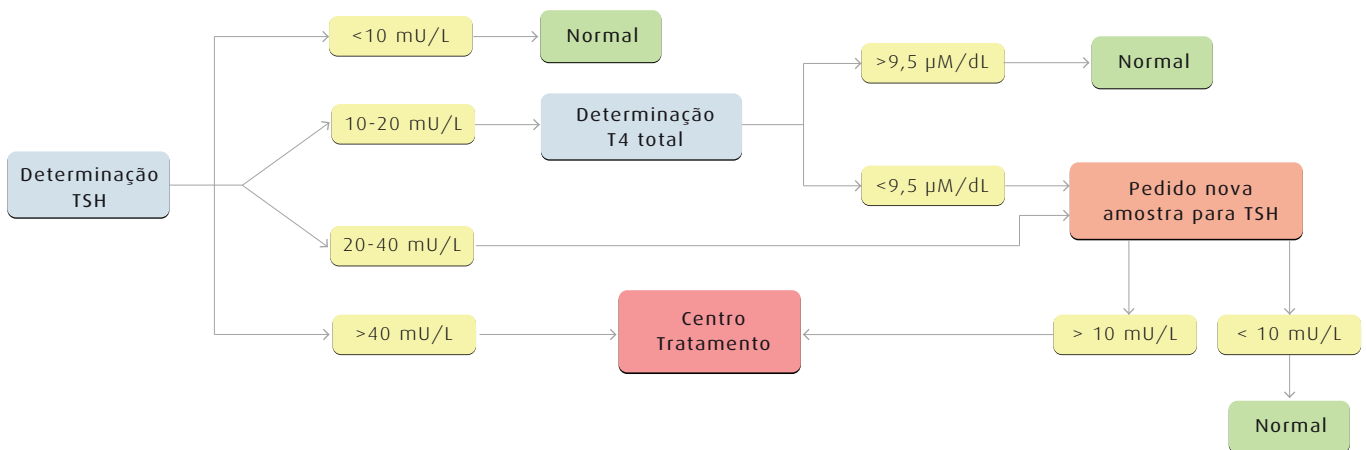 <10 mU/L
Normal
>9,5 µM/dL
Normal
10-20 mU/L
Determinação
T4 total
Determinação
TSH
<9,5 µM/dL
Pedido nova
amostra para TSH
20-40 mU/L
>40 mU/L
Centro
Tratamento
> 10 mU/L
< 10 mU/L
Normal